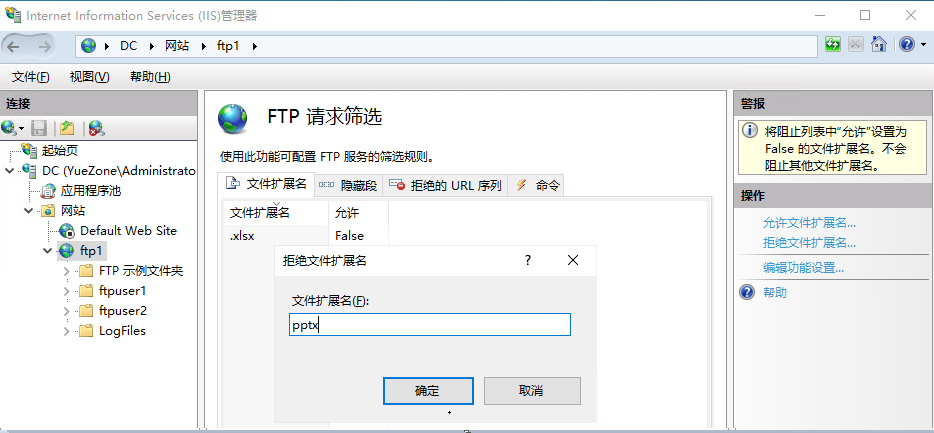 Internet Information Services (IIS)管理器
DC 网站 ftp1
文件(F) 视图(V) 帮助(H)
连接
起始页
DC (YueZone\Administrato
应用程序池
网站
Default Web Site
ftp1
FTP 示例文件夹
ftpuser1
ftpuser2
LogFiles
FTP 请求筛选
使用此功能可配置 FTP 服务的筛选规则。
文件扩展名 隐藏段 拒绝的 URL 序列 命令
文件扩展名 允许
.xlsx False
拒绝文件扩展名 ?
文件扩展名(F):
pptx
确定 取消
警报
将阻止列表中“允许”设置为
False 的文件扩展名。不会
阻止其他文件扩展名。
操作
允许文件扩展名...
拒绝文件扩展名...
编辑功能设置...
帮助